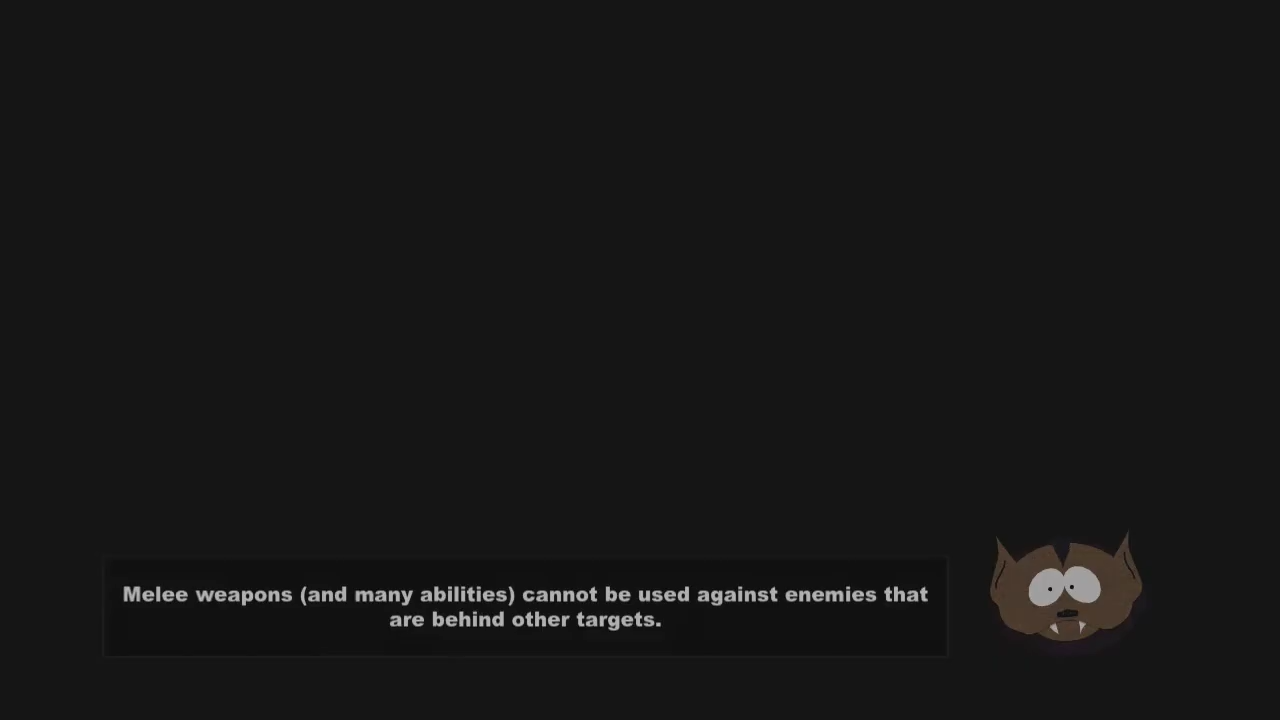 Melee weapons (and many abilities) cannot be used against enemies that
are behind other targets.